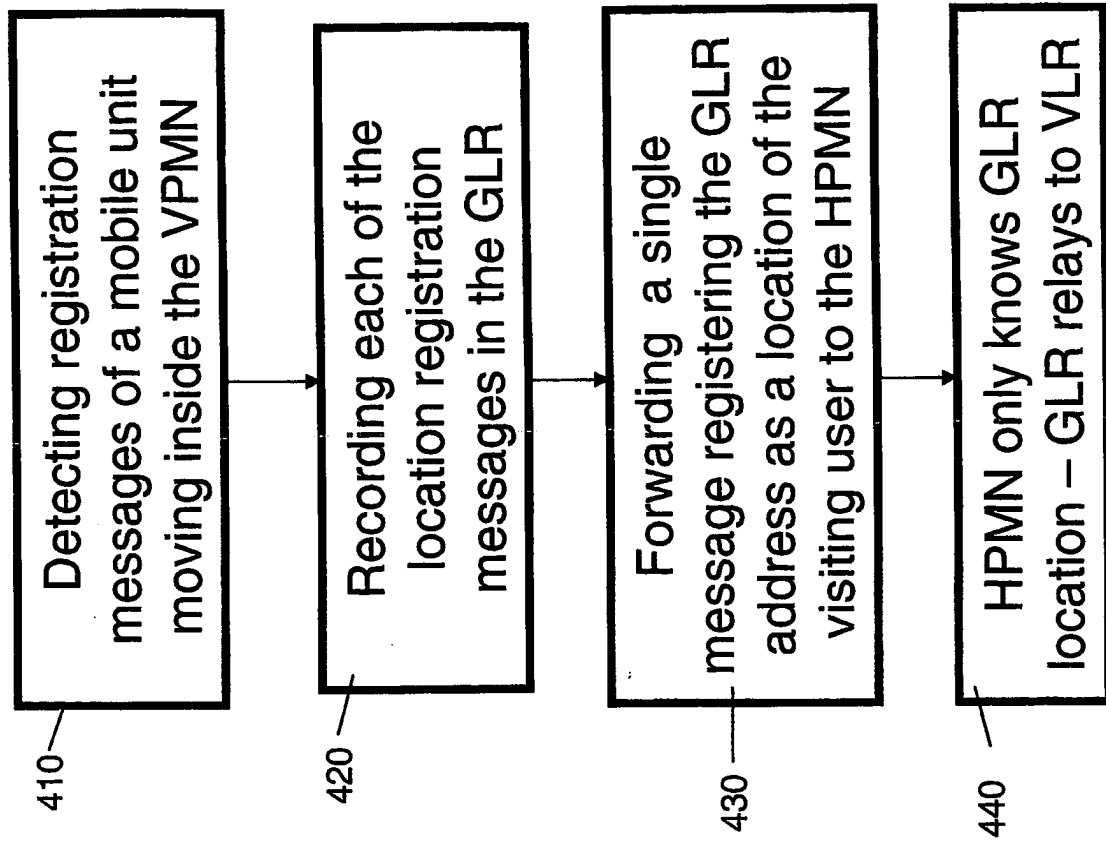 410
Detecting registration
messages of a mobile unit
moving inside the VPMN
420
Recording each of the
location registration
messages in the GLR
430
Forwarding a single
message registering the GLR
address as a location of the
visiting user to the HPMN
440
HPMN only knows GLR
location – GLR relays to VLR